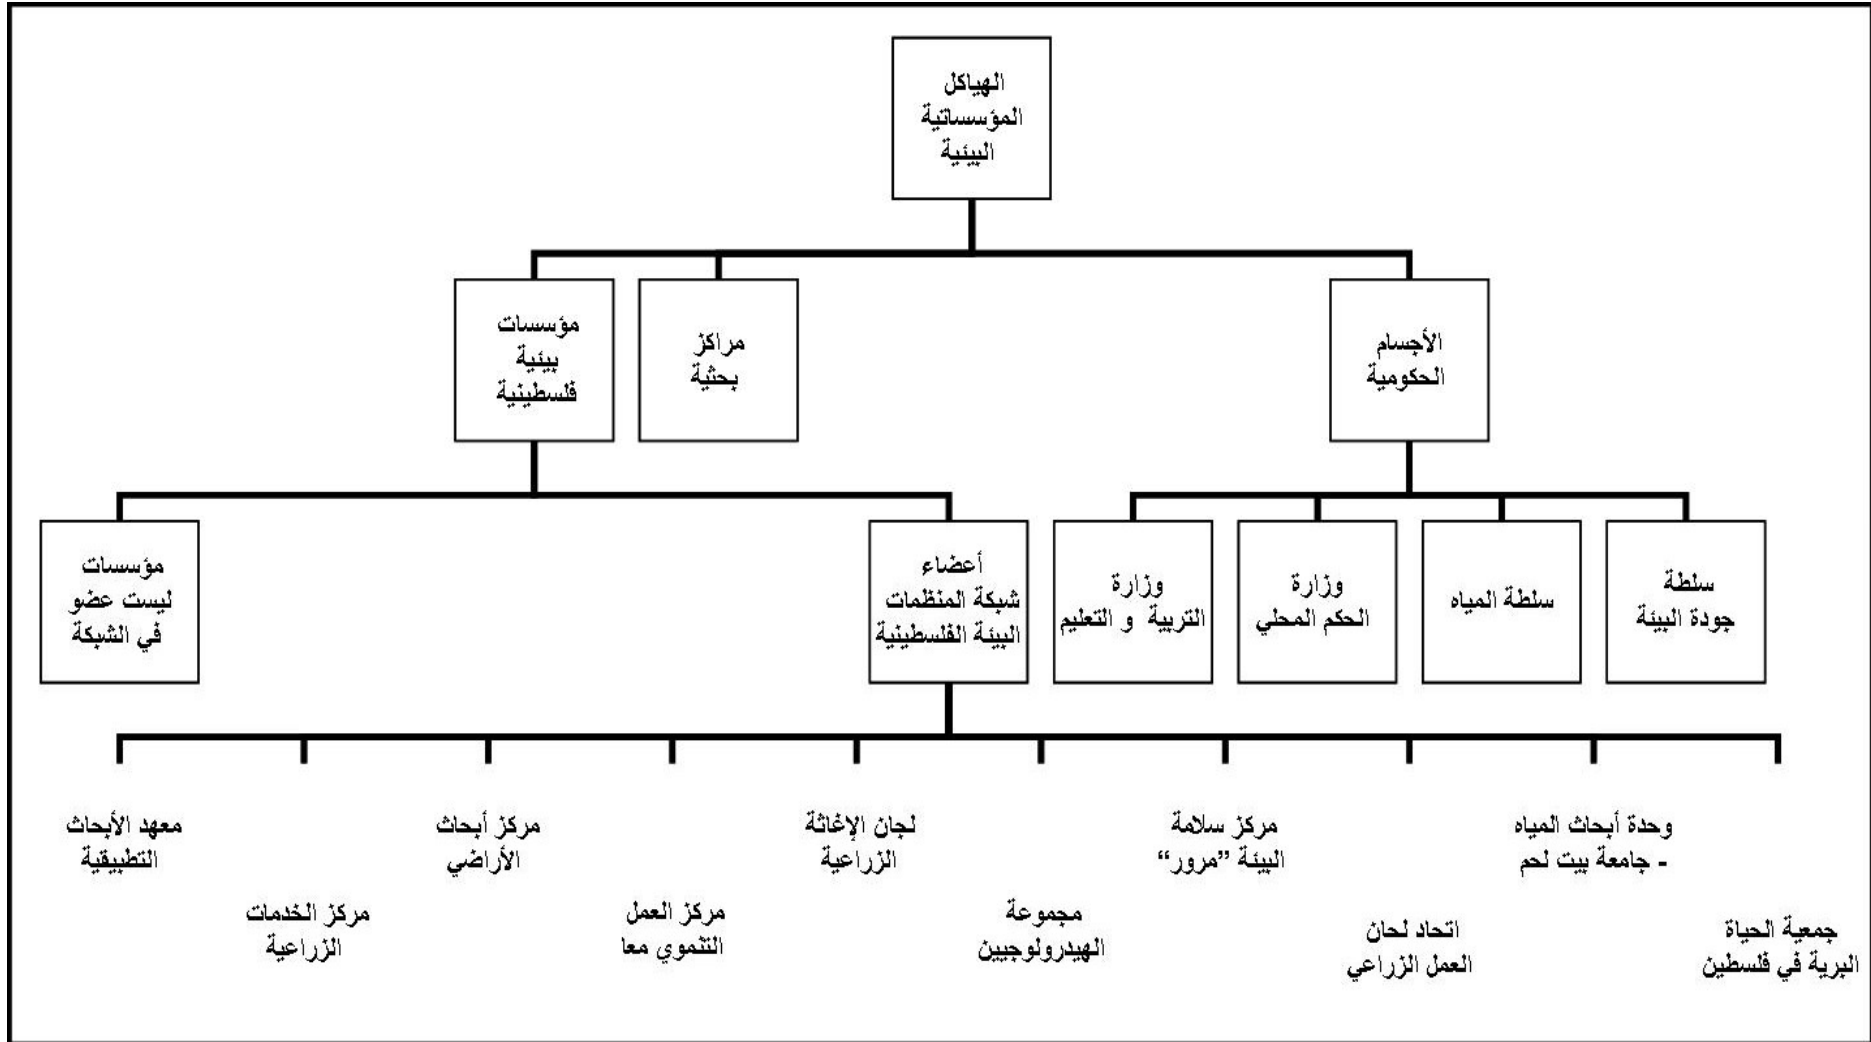 الهياكل
المؤسساتية
البيئية
الأجسام
الحكومية
مراكز
بحثية
مؤسسات
بيئية
فلسطينية
سلطة
جودة البيئة
سلطة المياه
وزارة
الحكم المحلي
وزارة
التربية و التعليم
أعضاء
شبكة المنظمات
البيئة الفلسطينية
مؤسسات
ليست عضو
في الشبكة
جمعية الحياة
البرية في فلسطين
وحدة أبحاث المياه
- جامعة بيت لحم
اتحاد لحان
العمل الزراعي
مركز سلامة
البيئة ”مرور“
مجموعة
الهيدرولوجيين
لجان الإغاثة
الزراعية
مركز العمل
التنموي معا
مركز أبحاث
الأراضي
مركز الخدمات
الزراعية
معهد الأبحاث
التطبيقية